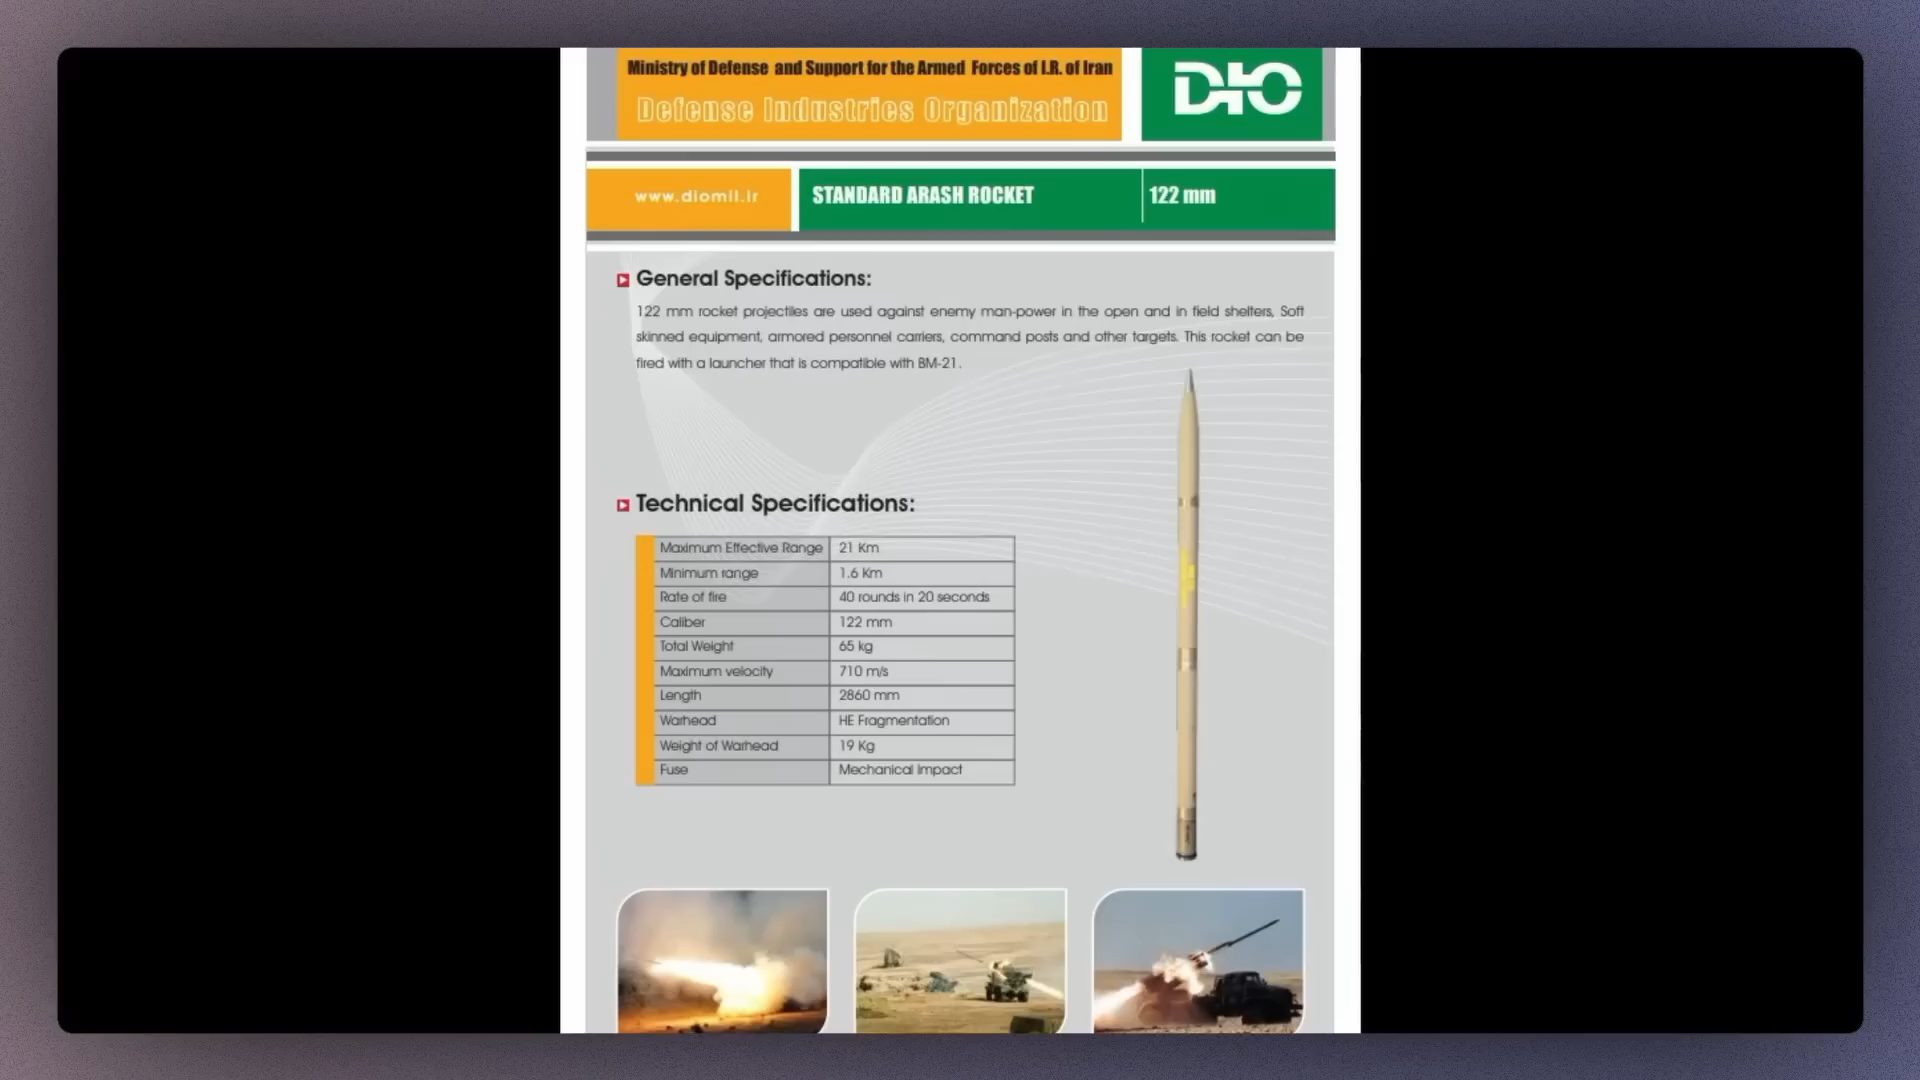 Ministry of Defense and Support for the Armed Forces of I.R. of Iran
Defense Industries Organization
DIO
www.diomil.ir
STANDARD ARASH ROCKET
122 mm
General Specifications:
122 mm rocket projectiles are used against enemy man-power in the open and in field shelters, Soft
skinned equipment, armored personnel carriers, command posts and other targets. This rocket can be
fired with a launcher that is compatible with BM-21.
Technical Specifications:
Maximum Effective Range 21 Km
Minimum range 1.6 Km
Rate of fire 40 rounds in 20 seconds
Caliber 122 mm
Total Weight 65 kg
Maximum velocity 710 m/s
Length 2860 mm
Warhead HE Fragmentation
Weight of Warhead 19 Kg
Fuse Mechanical Impact